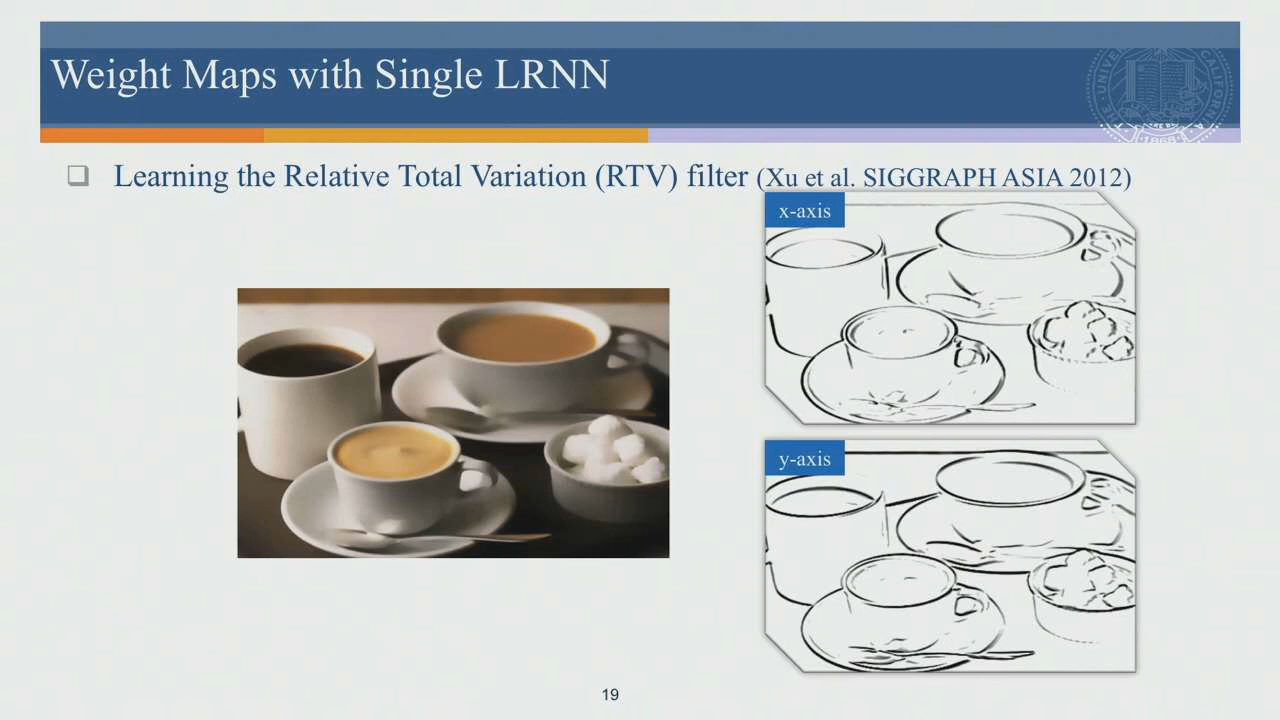 Weight Maps with Single LRNN
Learning the Relative Total Variation (RTV) filter (Xu et al. SIGGRAPH ASIA 2012)
x-axis
y-axis
19